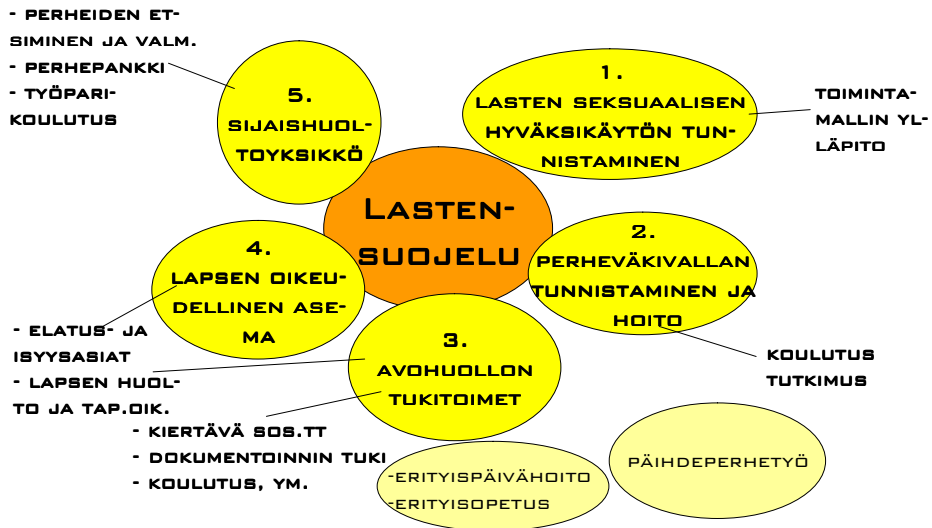 - PERHEIDEN ET-
SIMINEN JA VALM.
- PERHEPANKKI
- TYÖPARI-
KOULUTUS
5.
SIJAISHUOL-
TOYKSIKKÖ
1.
LASTEN SEKSUAALISEN
HYVÄKSIKÄYTÖN TUN-
NISTAMINEN
TOIMINTA-
MALLIN YL-
LÄPITO
LASTEN-
SUOJELU
2.
PERHEVÄKIVALLAN
TUNNISTAMINEN JA
HOITO
KOULUTUS
TUTKIMUS
4.
LAPSEN OIKEU-
DELLINEN ASE-
MA
- ELATUS- JA
ISYYSASIAT
- LAPSEN HUOL-
TO JA TAP.OIK.
3.
AVOHUOLLON
TUKITOIMET
- KIERTÄVÄ SOS.TT
- DOKUMENTOINNIN TUKI
- KOULUTUS, YM.
-ERITYISPÄIVÄHOITO
-ERITYISOPETUS
PÄIHDEPERHETYÖ